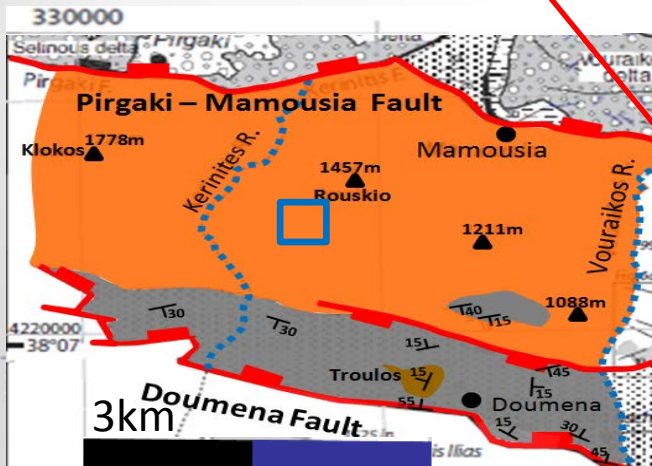 330000
Selinous delta
Pirgaki
delta
Pirgaki F.
Kerinitis F.
Vouraikos
delta
Pirgaki – Mamousia Fault
Klokos
1778m
Mamousia
Kerinites R.
1457m
Rouskio
Vouraikos R.
1211m
1088m
40
15
30
30
4220000
38°07
15
45
Troulos
15
15
Doumena
55
15
30
45
Doumena Fault
3km